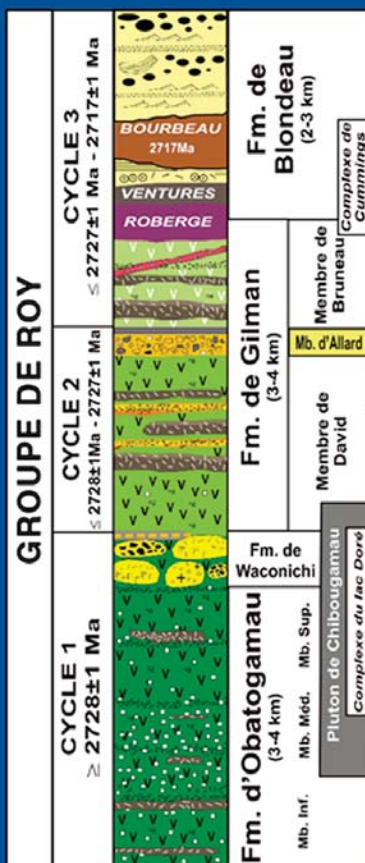 GROUPE DE ROY
CYCLE 3
≤ 2727±1 Ma - 2717±1 Ma
CYCLE 2
≤ 2728±1Ma - 2727±1 Ma
CYCLE 1
≥ 2728±1 Ma
BOURBEAU
2717Ma
VENTURES
ROBERGE
Fm. de
Blondeau
(2-3 km)
Fm. de Gilman
(3-4 km)
Fm. de
Waconichi
Fm. d'Obatogamau
(3-4 km)
Complexe de
Cummings
Membre de
Bruneau
Mb. d'Allard
Membre de
David
Mb. Sup.
Mb. Méd.
Mb. Inf.
Pluton de Chibougamau
Complexe du lac Doré